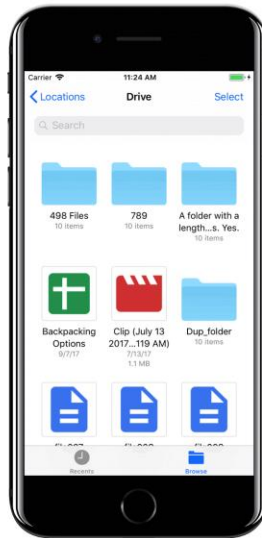 Carrier 11:24 AM
Locations Drive Select
Search
498 Files 789 A folder with a
10 items 10 items length...s. Yes.
10 items
Backpacking Clip (July 13 Dup_folder
Options 2017...119 AM) 10 items
9/7/17 7/13/17
1.1 MB
Recents Browse